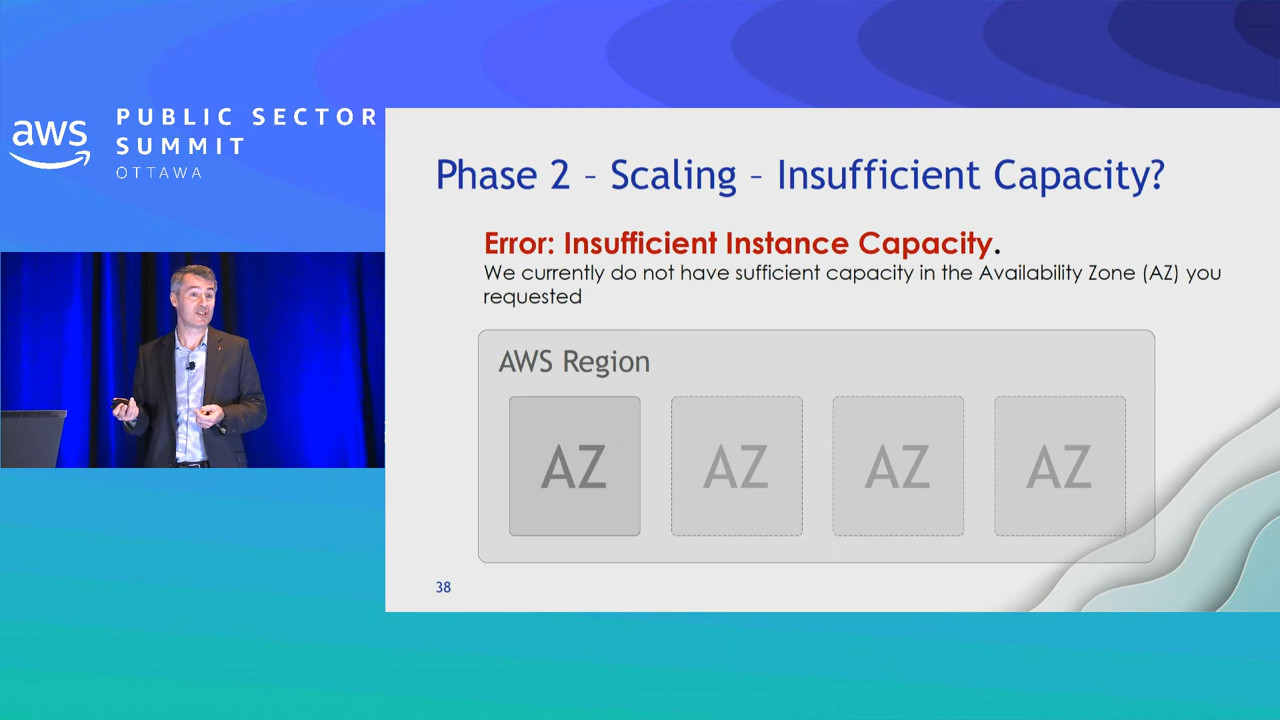 aws
PUBLIC SECTOR
SUMMIT
OTTAWA
Phase 2 – Scaling – Insufficient Capacity?
Error: Insufficient Instance Capacity.
We currently do not have sufficient capacity in the Availability Zone (AZ) you
requested
AWS Region
AZ AZ AZ AZ
38